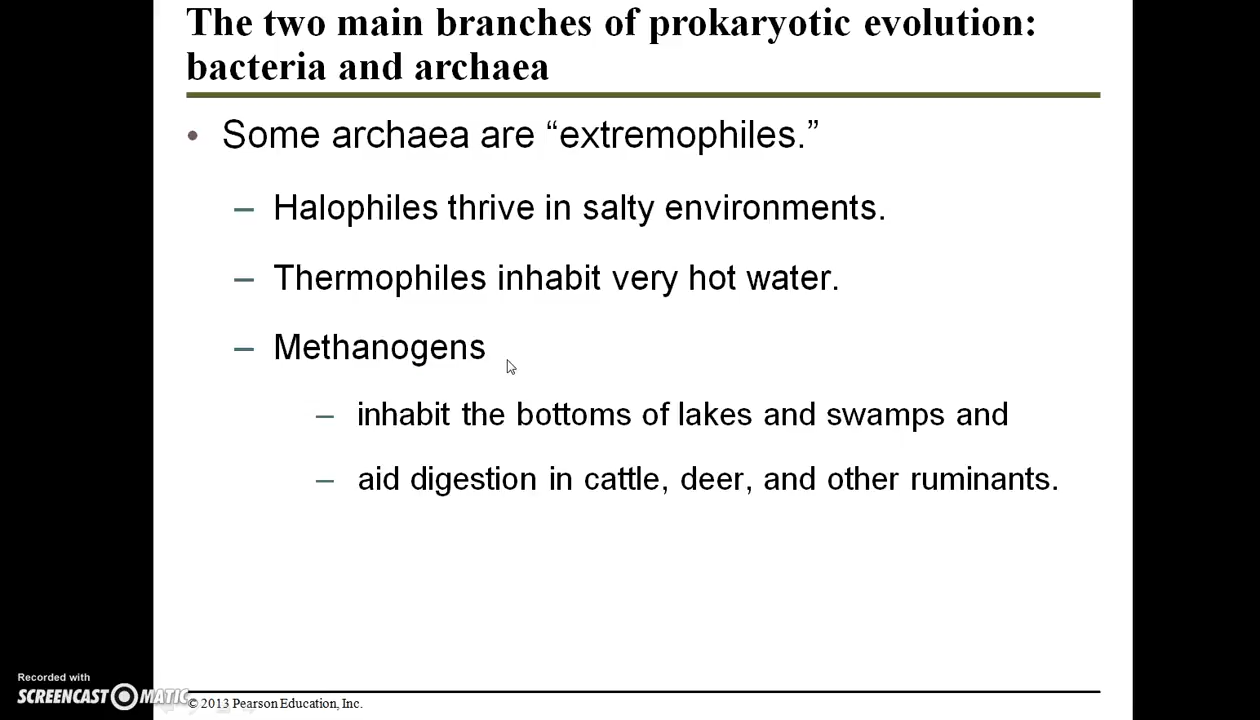 The two main branches of prokaryotic evolution:
bacteria and archaea
• Some archaea are “extremophiles.”
– Halophiles thrive in salty environments.
– Thermophiles inhabit very hot water.
– Methanogens
– inhabit the bottoms of lakes and swamps and
– aid digestion in cattle, deer, and other ruminants.
Recorded with
SCREENCAST MATIC
© 2013 Pearson Education, Inc.